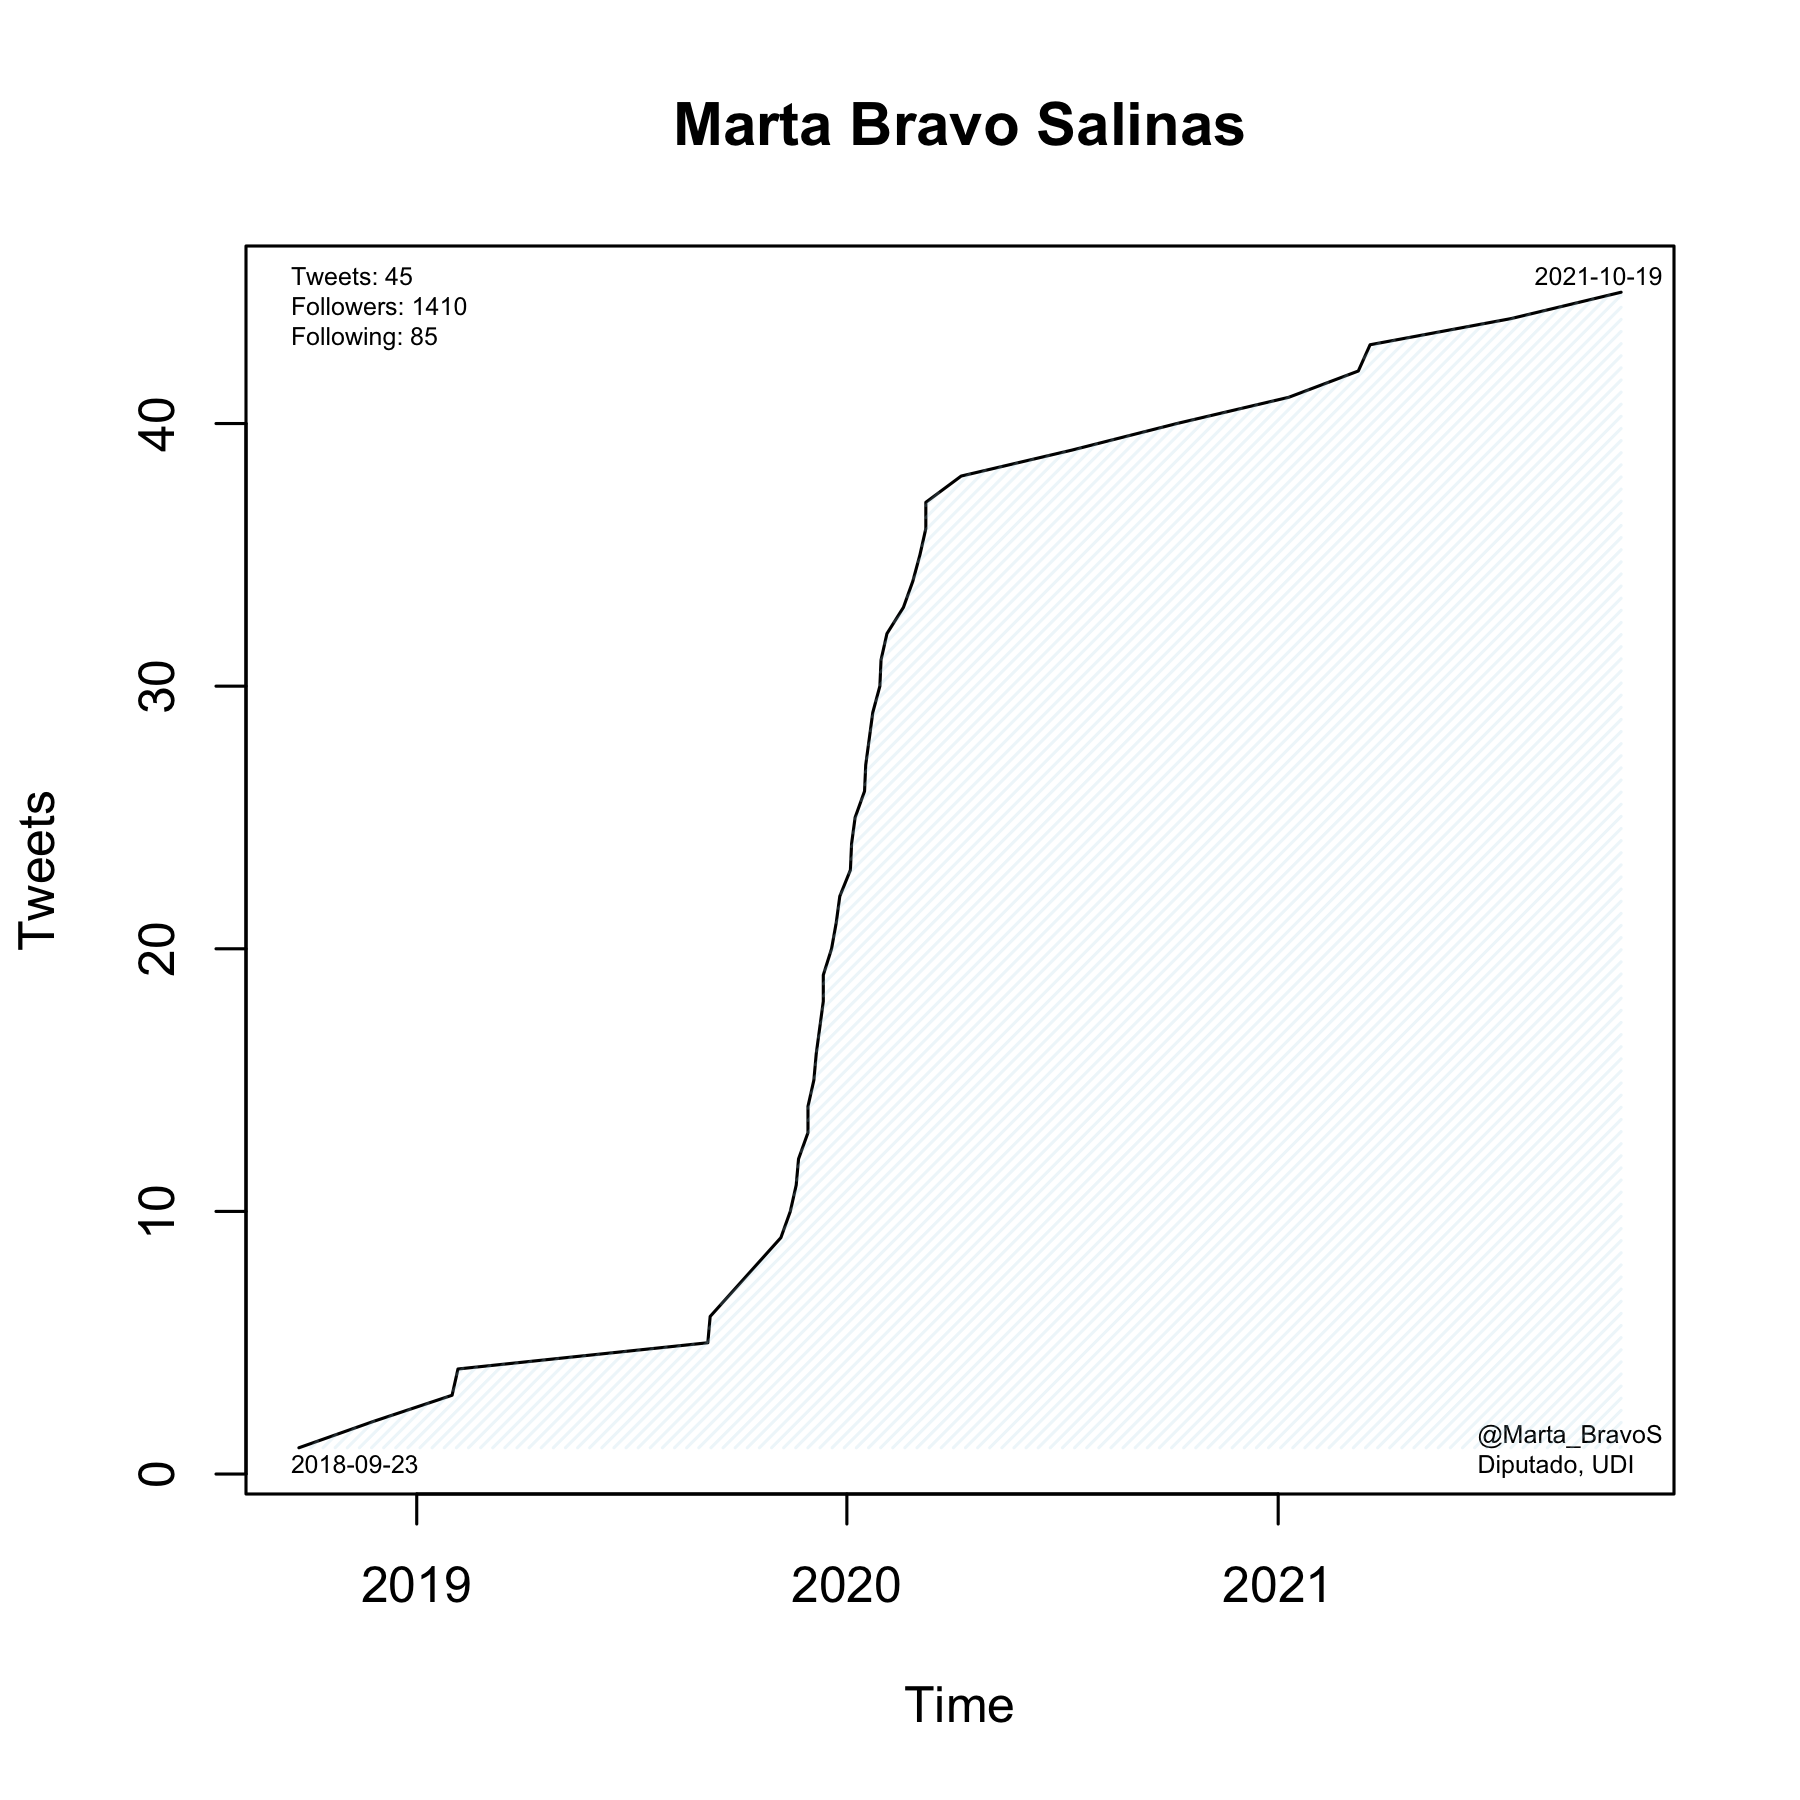 Marta Bravo Salinas
Tweets: 45
Followers: 1410
Following: 85
2021-10-19
40
30
20
10
0
Tweets
2018-09-23
@Marta_BravoS
Diputado, UDI
2019
2020
2021
Time